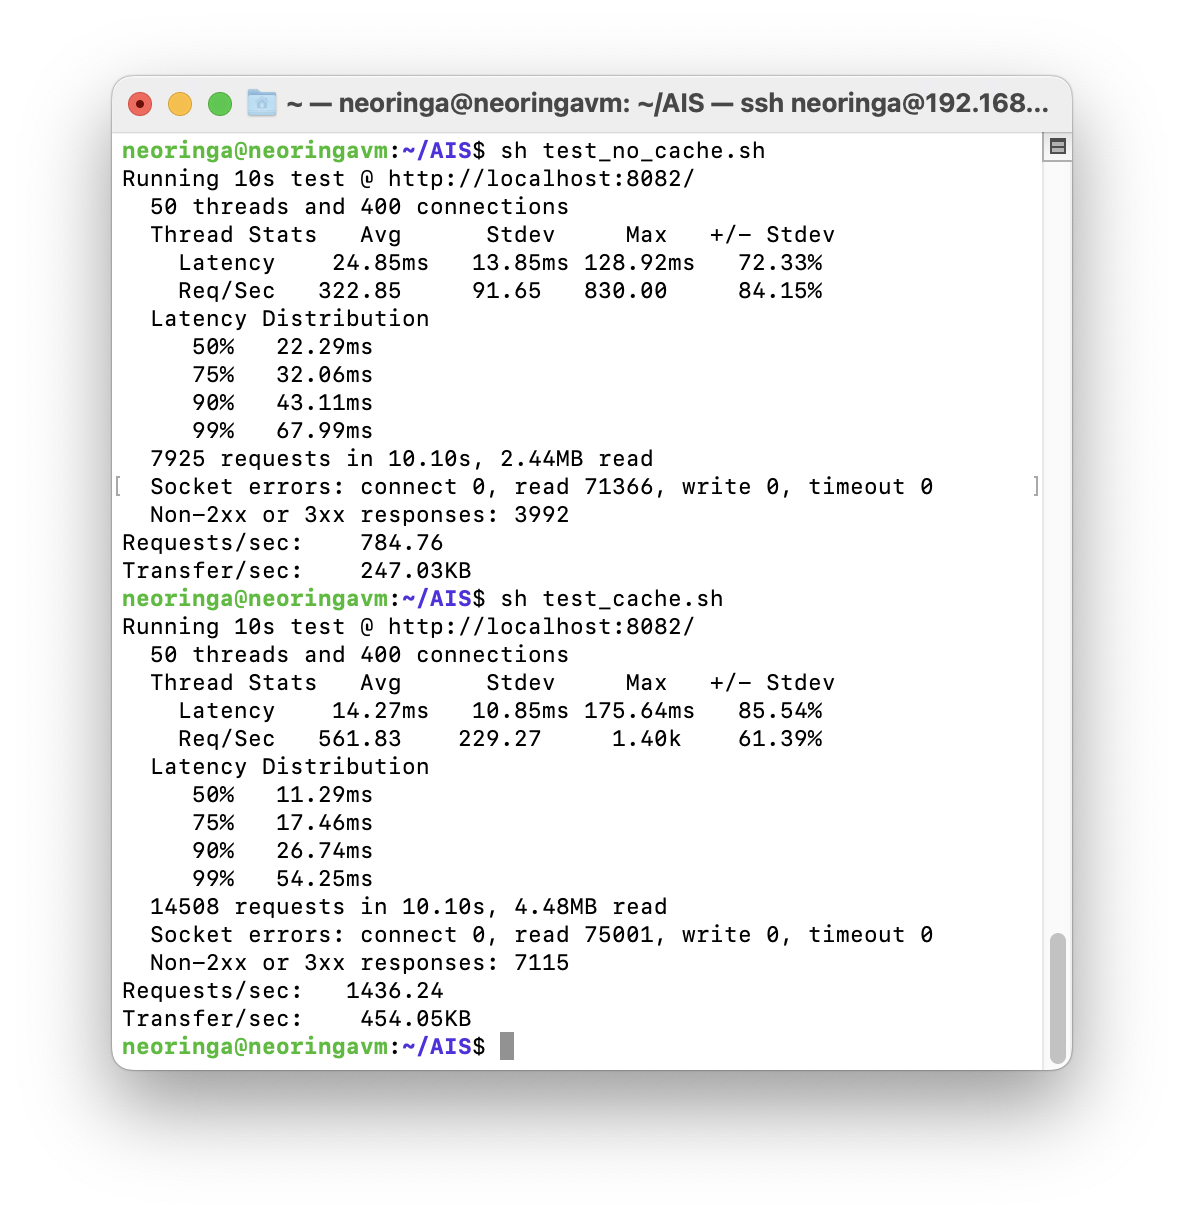 ~ — neoringa@neoringavm: ~/AIS — ssh neoringa@192.168...
neoringa@neoringavm:~/AIS$ sh test_no_cache.sh
Running 10s test @ http://localhost:8082/
  50 threads and 400 connections
  Thread Stats   Avg      Stdev     Max   +/- Stdev
    Latency    24.85ms   13.85ms 128.92ms   72.33%
    Req/Sec   322.85     91.65   830.00     84.15%
  Latency Distribution
     50%   22.29ms
     75%   32.06ms
     90%   43.11ms
     99%   67.99ms
  7925 requests in 10.10s, 2.44MB read
[ Socket errors: connect 0, read 71366, write 0, timeout 0 ]
  Non-2xx or 3xx responses: 3992
Requests/sec:    784.76
Transfer/sec:    247.03KB
neoringa@neoringavm:~/AIS$ sh test_cache.sh
Running 10s test @ http://localhost:8082/
  50 threads and 400 connections
  Thread Stats   Avg      Stdev     Max   +/- Stdev
    Latency    14.27ms   10.85ms 175.64ms   85.54%
    Req/Sec   561.83    229.27     1.40k    61.39%
  Latency Distribution
     50%   11.29ms
     75%   17.46ms
     90%   26.74ms
     99%   54.25ms
  14508 requests in 10.10s, 4.48MB read
  Socket errors: connect 0, read 75001, write 0, timeout 0
  Non-2xx or 3xx responses: 7115
Requests/sec:   1436.24
Transfer/sec:    454.05KB
neoringa@neoringavm:~/AIS$